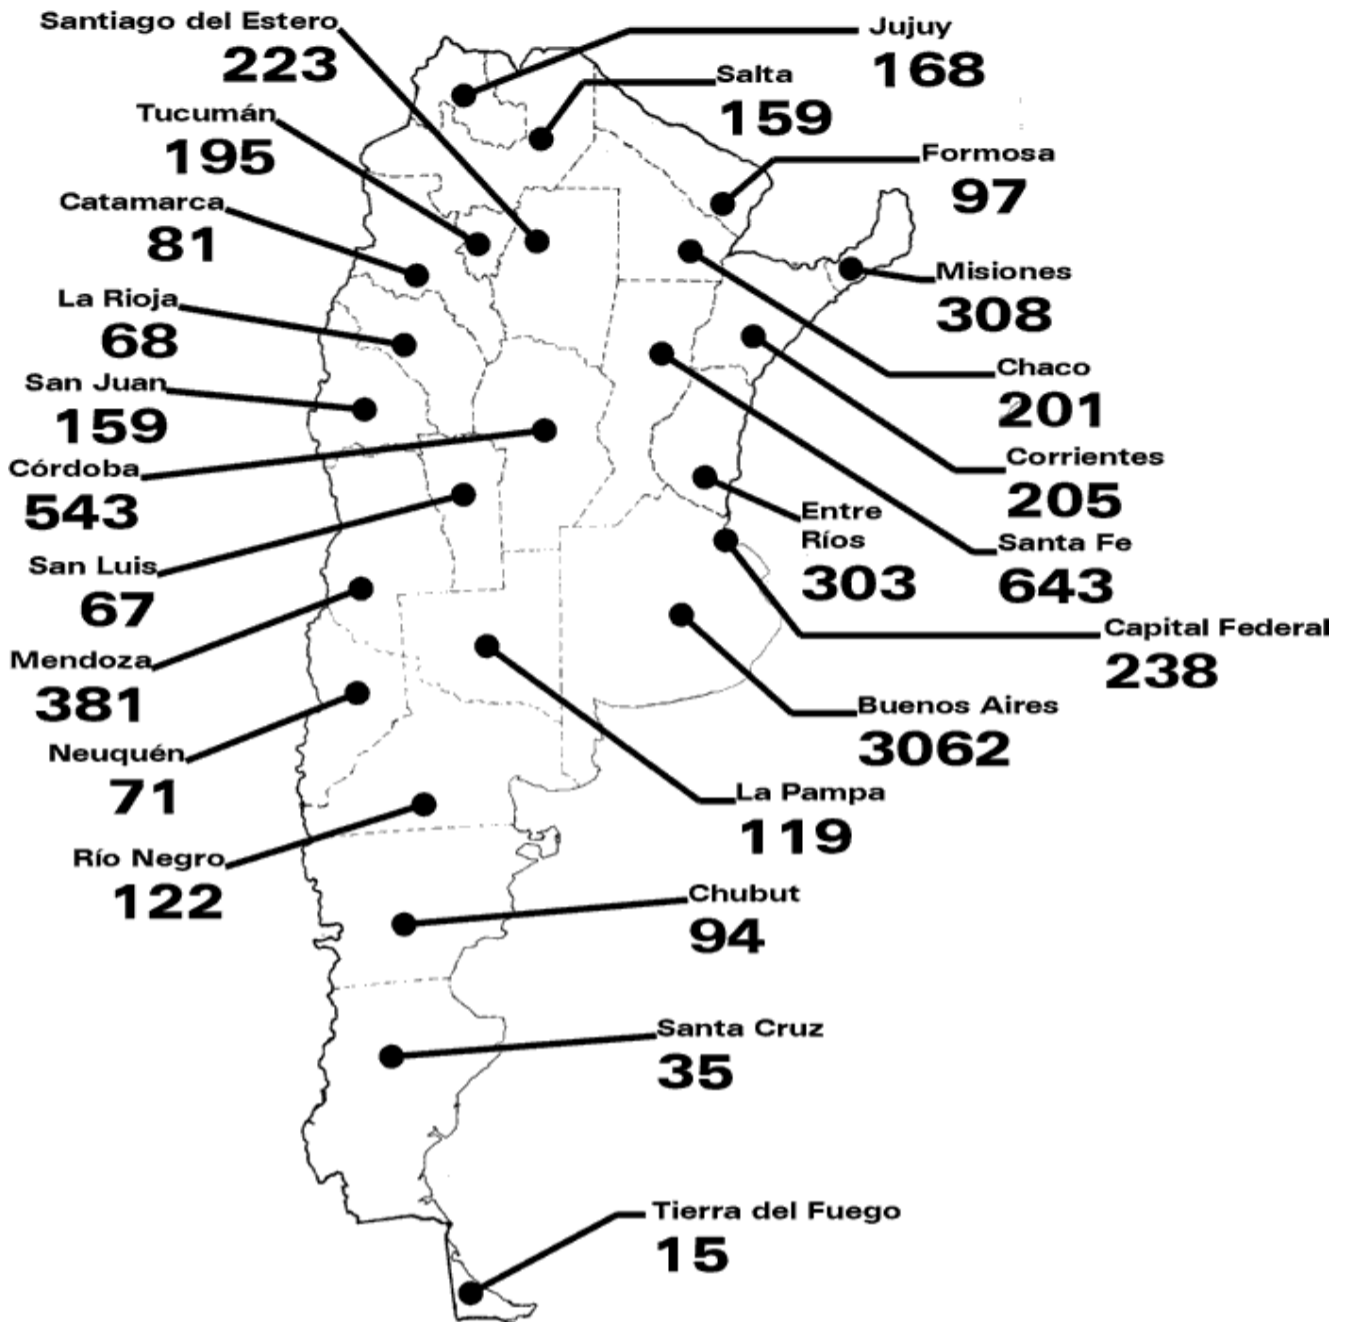 Santiago del Estero
223
Tucumán
195
Catamarca
81
La Rioja
68
San Juan
159
Córdoba
543
San Luis
67
Mendoza
381
Neuquén
71
Río Negro
122
Jujuy
168
Salta
159
Formosa
97
Misiones
308
Chaco
201
Corrientes
205
Entre
Ríos
303
Santa Fe
643
Capital Federal
238
Buenos Aires
3062
La Pampa
119
Chubut
94
Santa Cruz
35
Tierra del Fuego
15